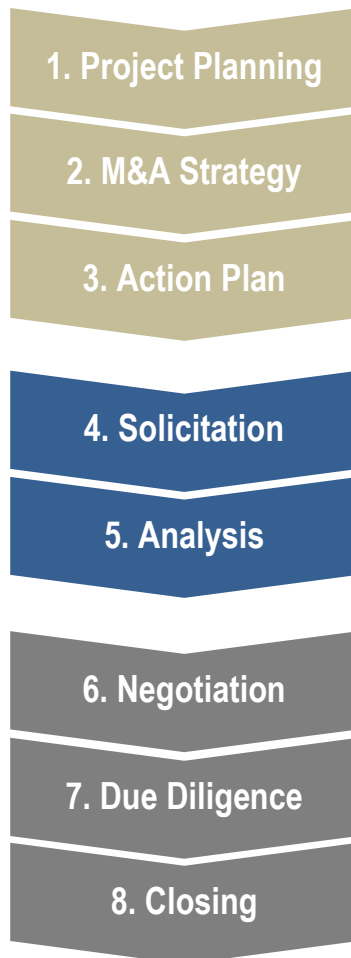 1. Project Planning
2. M&A Strategy
3. Action Plan
4. Solicitation
5. Analysis
6. Negotiation
7. Due Diligence
8. Closing